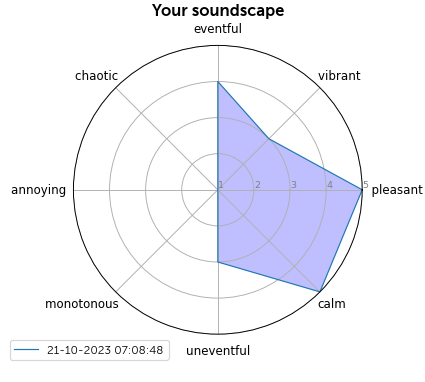 Your soundscape
eventful
chaotic
vibrant
annoying
1 2 3 4 5
pleasant
monotonous
calm
21-10-2023 07:08:48
uneventful